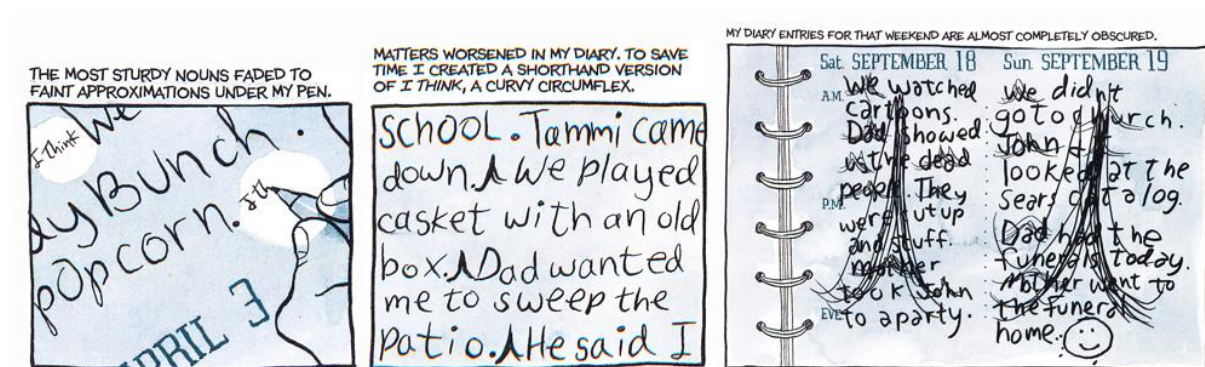 THE MOST STURDY NOUNS FADED TO
FAINT APPROXIMATIONS UNDER MY PEN.
I think We
dy Bunch.
popcorn. I th
APRIL 3
MATTERS WORSENED IN MY DIARY. TO SAVE
TIME I CREATED A SHORTHAND VERSION
OF I THINK, A CURVY CIRCUMFLEX.
SCHOOL. Tammi came
down. We played
casket with an old
box. Dad wanted
me to sweep the
patio. He said I
MY DIARY ENTRIES FOR THAT WEEKEND ARE ALMOST COMPLETELY OBSCURED.
Sat. SEPTEMBER 18
A.M.
We watched
cartoons.
Dad showed
us the dead
people. They
P.M.
were cut up
and stuff.
mother
took John
EVE.
to a party.
Sun. SEPTEMBER 19
We didn't
go to church.
John +
looked at the
Sears catalog.
Dad had the
funerals today.
Mother went to
the funeral
home.